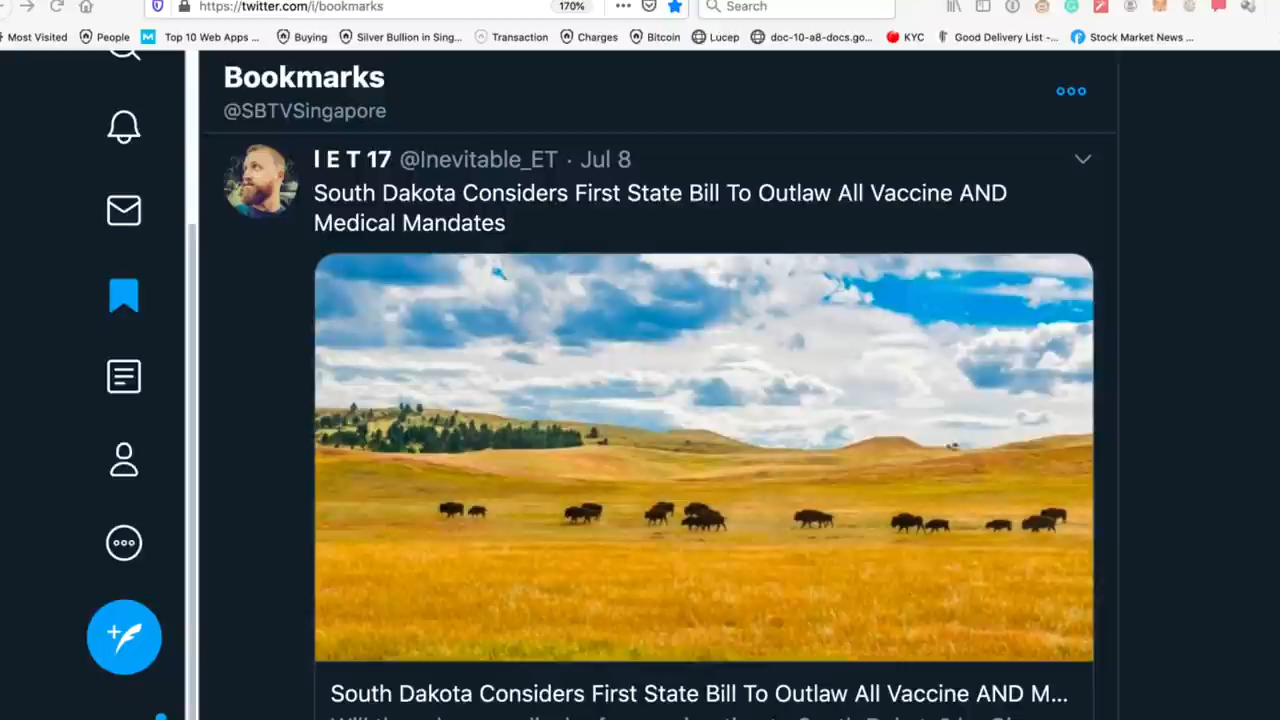 https://twitter.com/i/bookmarks
170%
Search
Most Visited
People
Top 10 Web Apps ...
Buying
Silver Bullion in Sing...
Transaction
Charges
Bitcoin
Lucep
doc-10-a8-docs.go...
KYC
Good Delivery List -...
Stock Market News ...
Bookmarks
@SBTVSingapore
I E T 17 @Inevitable_ET · Jul 8
South Dakota Considers First State Bill To Outlaw All Vaccine AND
Medical Mandates
South Dakota Considers First State Bill To Outlaw All Vaccine AND M...